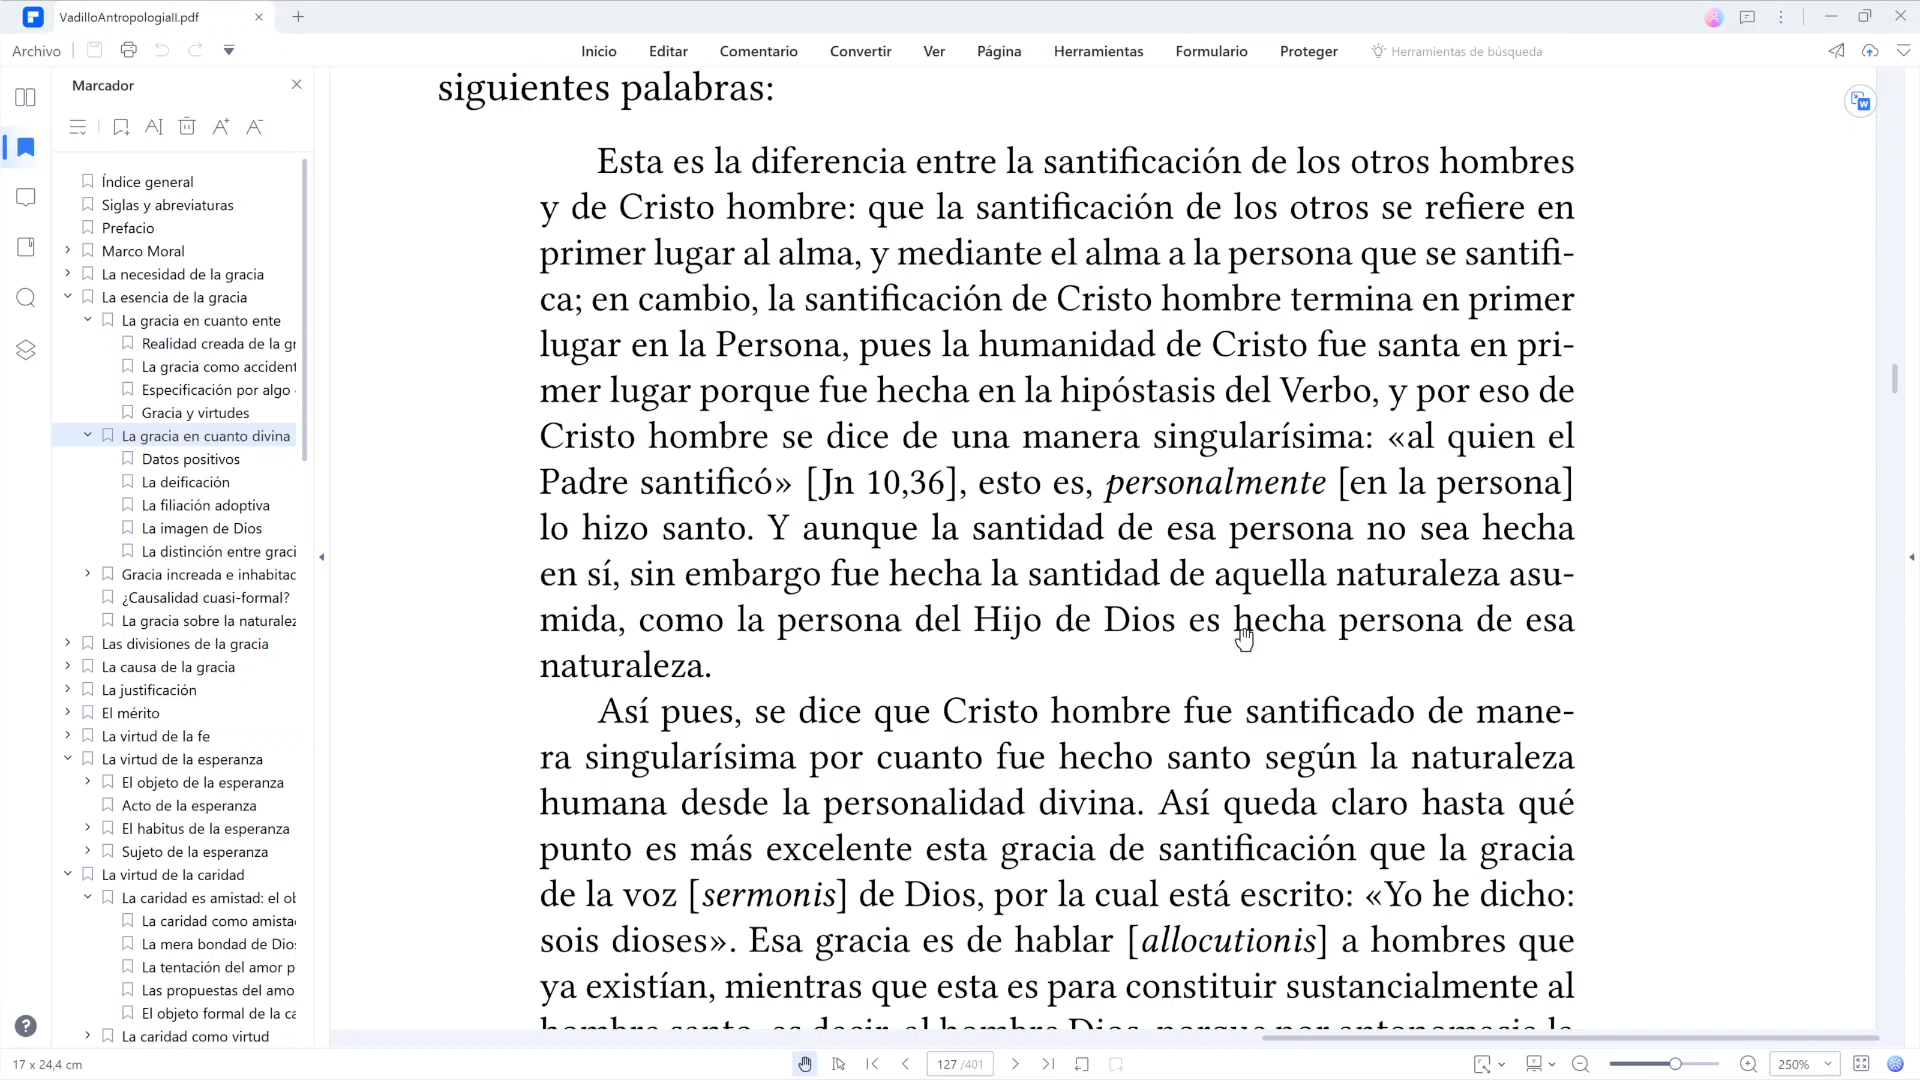 VadilloAntropologiaII.pdf
Archivo
Inicio Editar Comentario Convertir Ver Página Herramientas Formulario Proteger Herramientas de búsqueda
Marcador
Índice general
Siglas y abreviaturas
Prefacio
Marco Moral
La necesidad de la gracia
La esencia de la gracia
La gracia en cuanto ente
Realidad creada de la gr
La gracia como accident
Especificación por algo
Gracia y virtudes
La gracia en cuanto divina
Datos positivos
La deificación
La filiación adoptiva
La imagen de Dios
La distinción entre graci
Gracia increada e inhabitac
¿Causalidad cuasi-formal?
La gracia sobre la naturalez
Las divisiones de la gracia
La causa de la gracia
La justificación
El mérito
La virtud de la fe
La virtud de la esperanza
El objeto de la esperanza
Acto de la esperanza
El habitus de la esperanza
Sujeto de la esperanza
La virtud de la caridad
La caridad es amistad: el ob
La caridad como amistad
La mera bondad de Dios
La tentación del amor p
Las propuestas del amo
El objeto formal de la ca
La caridad como virtud
siguientes palabras:
Esta es la diferencia entre la santificación de los otros hombres
y de Cristo hombre: que la santificación de los otros se refiere en
primer lugar al alma, y mediante el alma a la persona que se santifi-
ca; en cambio, la santificación de Cristo hombre termina en primer
lugar en la Persona, pues la humanidad de Cristo fue santa en pri-
mer lugar porque fue hecha en la hipóstasis del Verbo, y por eso de
Cristo hombre se dice de una manera singularísima: «al quien el
Padre santificó» [Jn 10,36], esto es, personalmente [en la persona]
lo hizo santo. Y aunque la santidad de esa persona no sea hecha
en sí, sin embargo fue hecha la santidad de aquella naturaleza asu-
mida, como la persona del Hijo de Dios es hecha persona de esa
naturaleza.
Así pues, se dice que Cristo hombre fue santificado de mane-
ra singularísima por cuanto fue hecho santo según la naturaleza
humana desde la personalidad divina. Así queda claro hasta qué
punto es más excelente esta gracia de santificación que la gracia
de la voz [sermonis] de Dios, por la cual está escrito: «Yo he dicho:
sois dioses». Esa gracia es de hablar [allocutionis] a hombres que
ya existían, mientras que esta es para constituir sustancialmente al
hombre santo, es decir, al hombre Dios, porque por antonomasia lo
17 x 24,4 cm
127 /401
250%